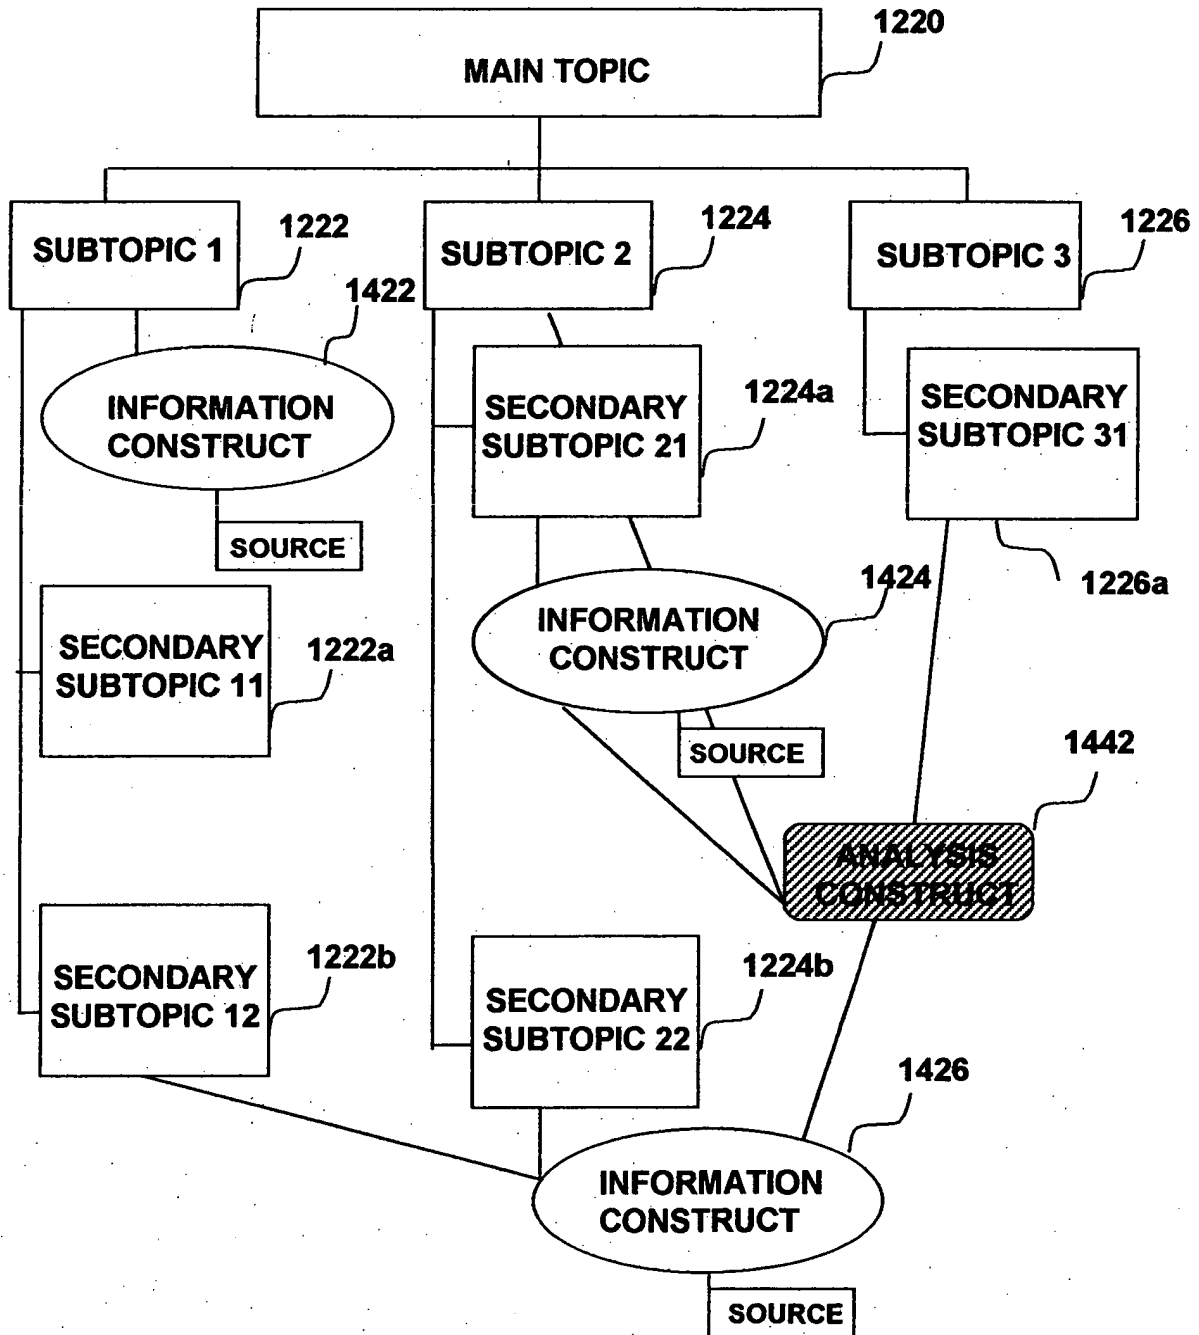 1220
MAIN TOPIC
SUBTOPIC 1
1222
SUBTOPIC 2
1224
SUBTOPIC 3
1226
1422
INFORMATION
CONSTRUCT
SOURCE
SECONDARY
SUBTOPIC 21
1224a
SECONDARY
SUBTOPIC 31
1226a
INFORMATION
CONSTRUCT
1424
SOURCE
SECONDARY
SUBTOPIC 11
1222a
1442
ANALYSIS
CONSTRUCT
SECONDARY
SUBTOPIC 12
1222b
SECONDARY
SUBTOPIC 22
1224b
1426
INFORMATION
CONSTRUCT
SOURCE